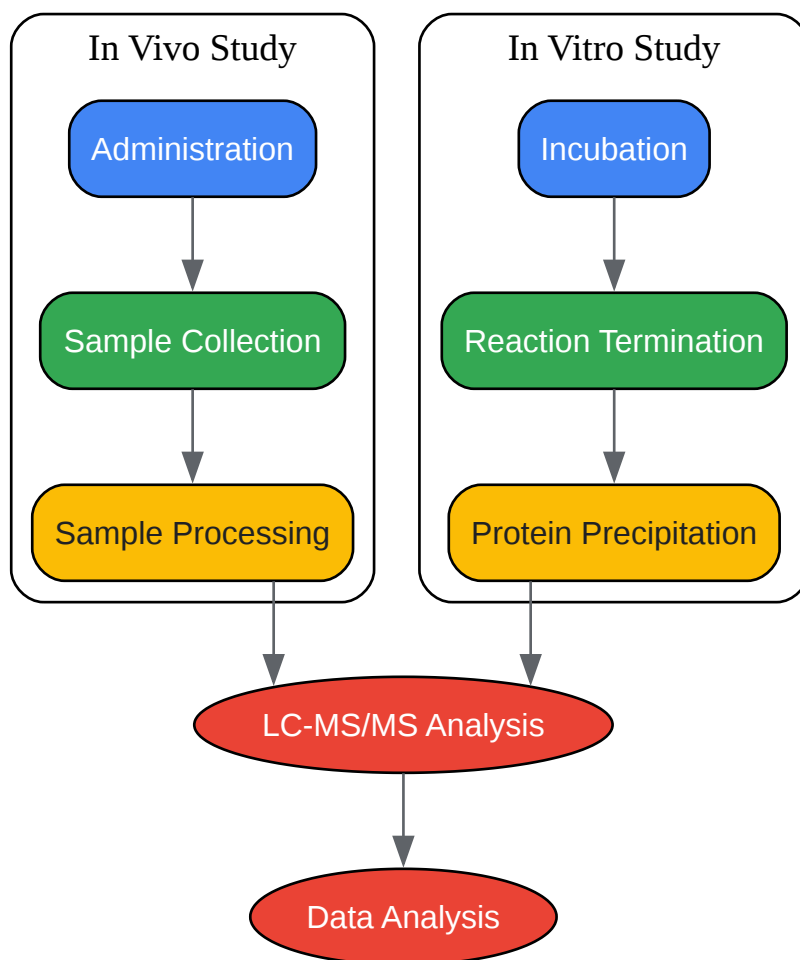 In Vivo Study
Administration
Sample Collection
Sample Processing
In Vitro Study
Incubation
Reaction Termination
Protein Precipitation
LC-MS/MS Analysis
Data Analysis